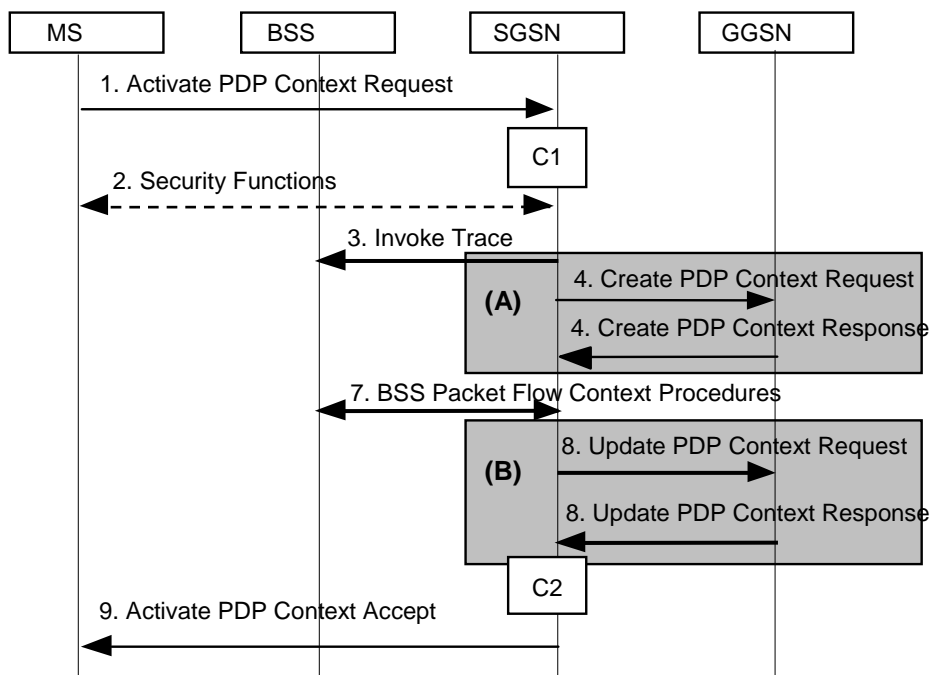 MS
BSS
SGSN
GGSN
1. Activate PDP Context Request
C1
2. Security Functions
3. Invoke Trace
(A)
4. Create PDP Context Request
4. Create PDP Context Response
7. BSS Packet Flow Context Procedures
(B)
8. Update PDP Context Request
8. Update PDP Context Response
C2
9. Activate PDP Context Accept